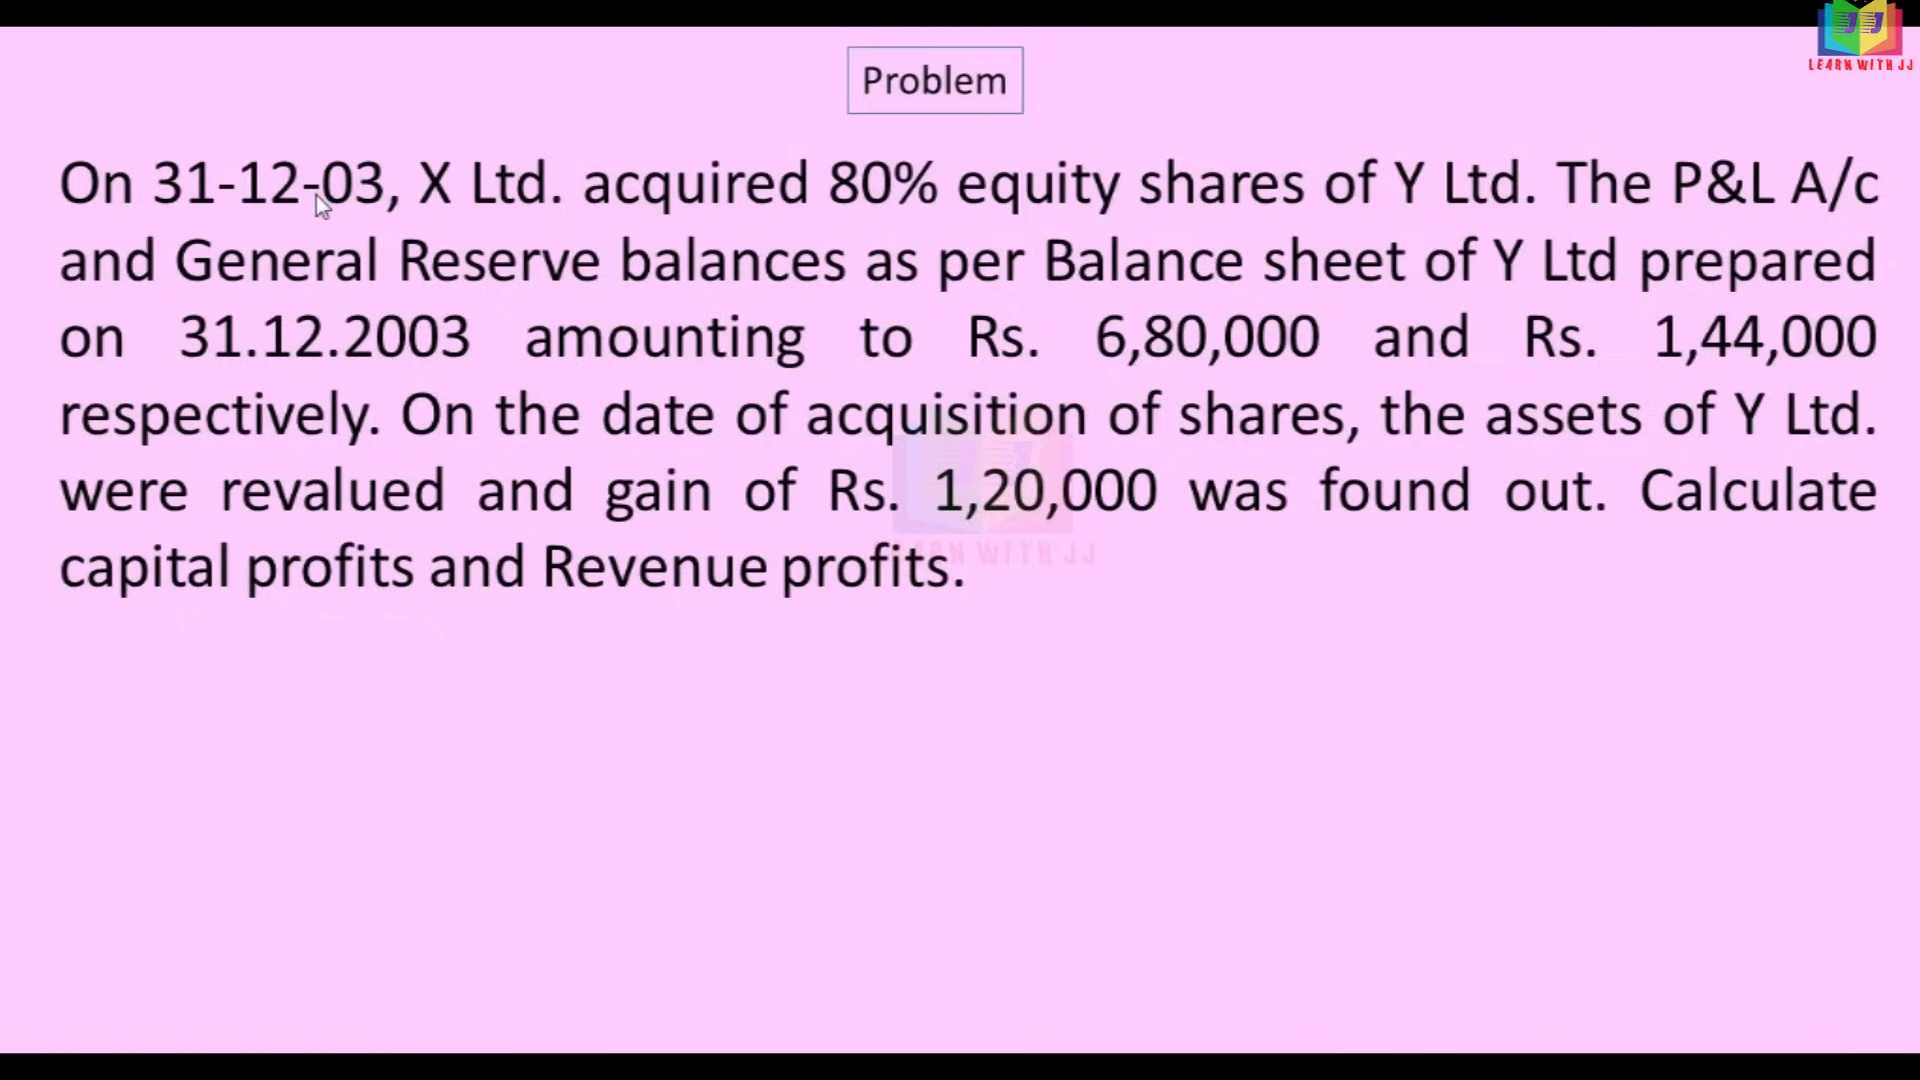 LEARN WITH JJ
Problem
On 31-12-03, X Ltd. acquired 80% equity shares of Y Ltd. The P&L A/c
and General Reserve balances as per Balance sheet of Y Ltd prepared
on 31.12.2003 amounting to Rs. 6,80,000 and Rs. 1,44,000
respectively. On the date of acquisition of shares, the assets of Y Ltd.
were revalued and gain of Rs. 1,20,000 was found out. Calculate
capital profits and Revenue profits.
LEARN WITH JJ